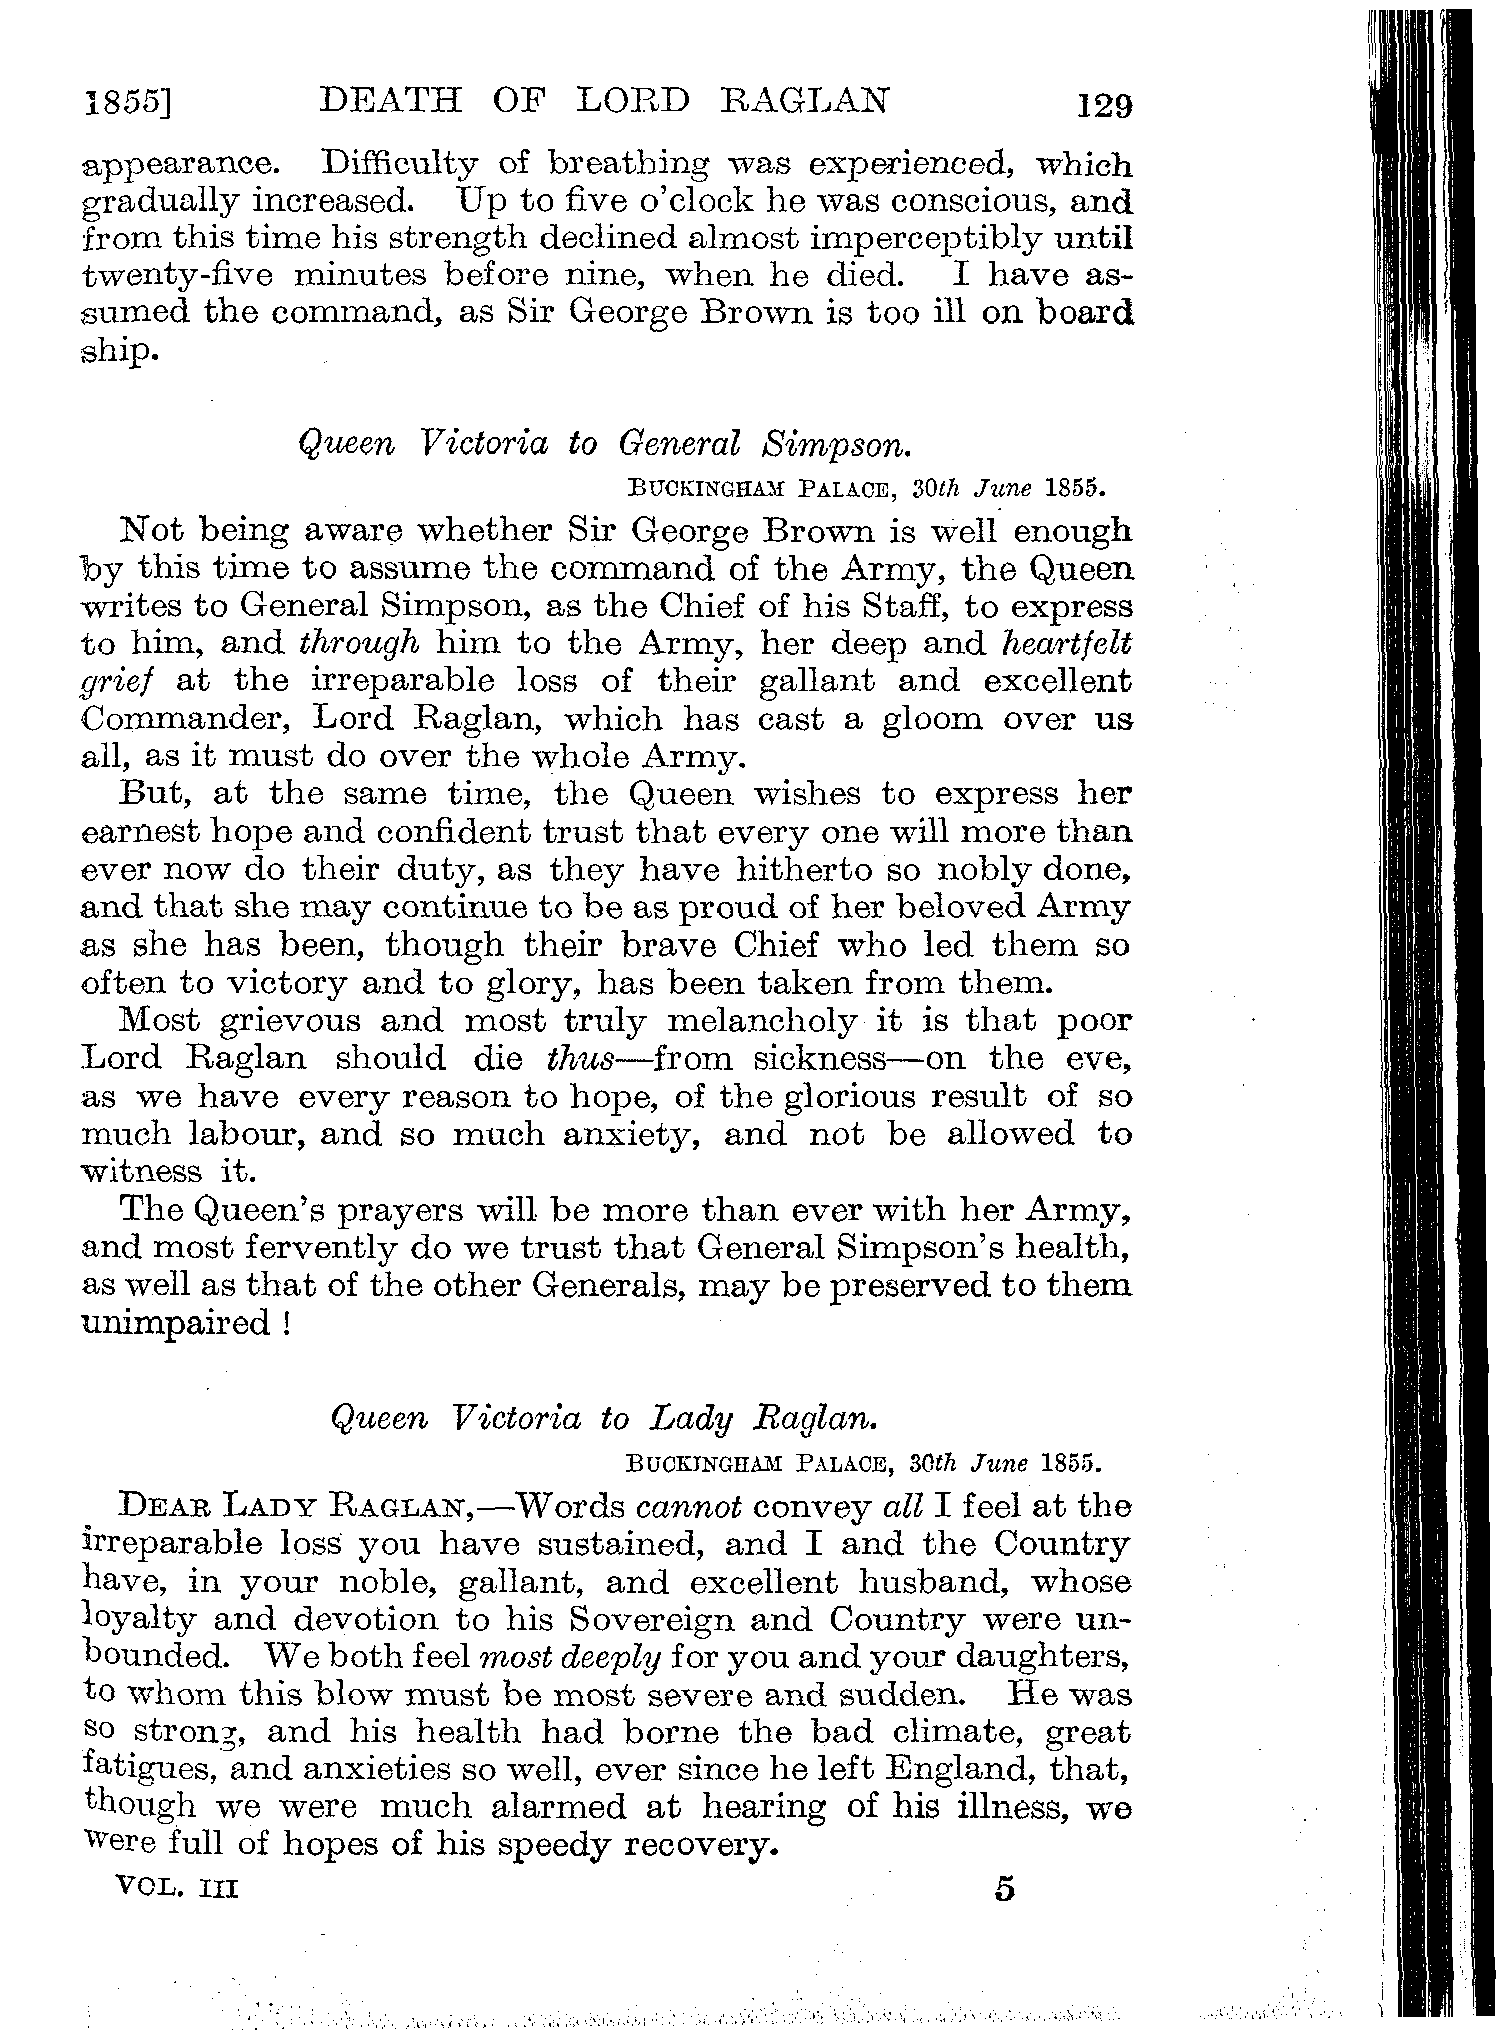 1855] DEATH OF LORD RAGLAN 129
appearance. Difficulty of breathing was experienced, which
gradually increased. Up to five o'clock he was conscious, and
from this time his strength declined almost imperceptibly until
twenty-five minutes before nine, when he died. I have as-
sumed the command, as Sir George Brown is too ill on board
ship.
Queen Victoria to General Simpson.
BUCKINGHAM PALACE, 30th June 1855.
Not being aware whether Sir George Brown is well enough
by this time to assume the command of the Army, the Queen
writes to General Simpson, as the Chief of his Staff, to express
to him, and through him to the Army, her deep and heartfelt
grief at the irreparable loss of their gallant and excellent
Commander, Lord Raglan, which has cast a gloom over us
all, as it must do over the whole Army.
But, at the same time, the Queen wishes to express her
earnest hope and confident trust that every one will more than
ever now do their duty, as they have hitherto so nobly done,
and that she may continue to be as proud of her beloved Army
as she has been, though their brave Chief who led them so
often to victory and to glory, has been taken from them.
Most grievous and most truly melancholy it is that poor
Lord Raglan should die thus—from sickness—on the eve,
as we have every reason to hope, of the glorious result of so
much labour, and so much anxiety, and not be allowed to
witness it.
The Queen's prayers will be more than ever with her Army,
and most fervently do we trust that General Simpson's health,
as well as that of the other Generals, may be preserved to them
unimpaired !
Queen Victoria to Lady Raglan.
BUCKINGHAM PALACE, 30th June 1855.
DEAR LADY RAGLAN,—Words cannot convey all I feel at the
irreparable loss you have sustained, and I and the Country
have, in your noble, gallant, and excellent husband, whose
loyalty and devotion to his Sovereign and Country were un-
bounded. We both feel most deeply for you and your daughters,
to whom this blow must be most severe and sudden. He was
so strong, and his health had borne the bad climate, great
fatigues, and anxieties so well, ever since he left England, that,
though we were much alarmed at hearing of his illness, we
were full of hopes of his speedy recovery.
VOL. III 5